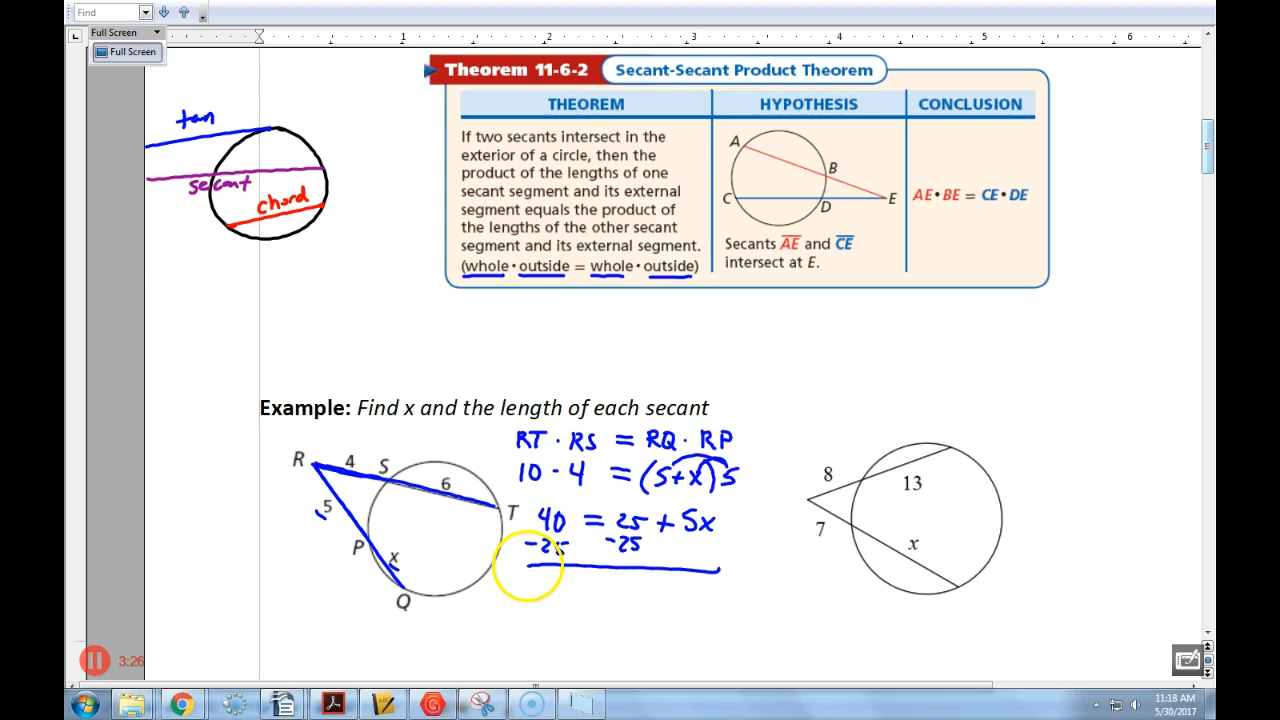 Find
Full Screen
Full Screen
1 2 3 4 5 6
Theorem 11-6-2 Secant-Secant Product Theorem
THEOREM HYPOTHESIS CONCLUSION
If two secants intersect in the
exterior of a circle, then the
product of the lengths of one
secant segment and its external
segment equals the product of
the lengths of the other secant
segment and its external segment.
(whole · outside = whole · outside)
A
B
C
D
E
Secants AE and CE
intersect at E.
AE • BE = CE • DE
tan
secant
chord
Example: Find x and the length of each secant
R
4
S
6
T
5
P
x
Q
RT · RS = RQ · RP
10 · 4 = (5+x)5
40 = 25 + 5x
-25 -25
8
13
7
x
3:26
11:18 AM
5/30/2017